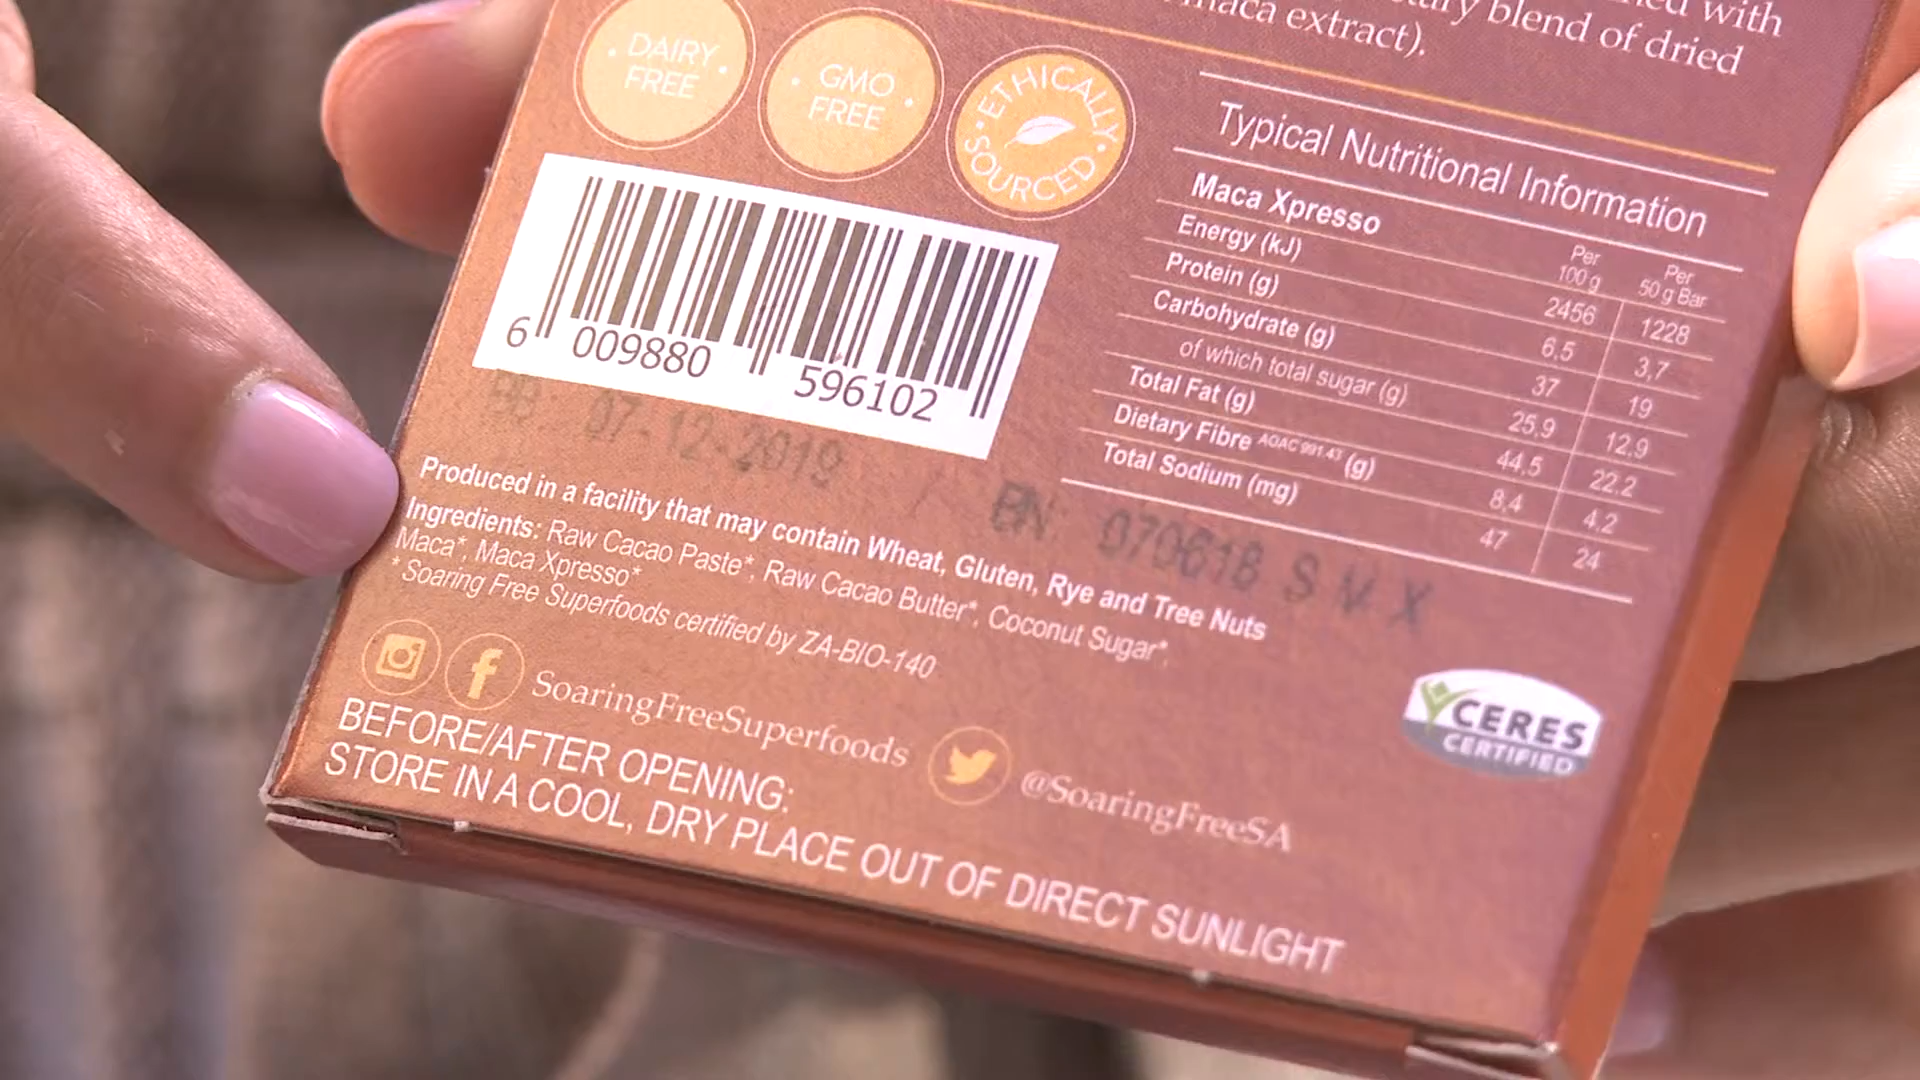 ed with
maca extract).
tary blend of dried
DAIRY
FREE
GMO
FREE
ETHICALLY
SOURCED
6 009880 596102
BB: 07-12-2019
Typical Nutritional Information
Maca Xpresso Per 100 g Per 50 g Bar
Energy (kJ) 2456 1228
Protein (g) 6.5 3,7
Carbohydrate (g) 37 19
of which total sugar (g) 25,9 12,9
Total Fat (g) 44,5 22.2
Dietary Fibre AOAC 991.43 (g) 8,4 4.2
Total Sodium (mg) 47 24
BN: 070618 S M X
Produced in a facility that may contain Wheat, Gluten, Rye and Tree Nuts
Ingredients: Raw Cacao Paste*, Raw Cacao Butter*, Coconut Sugar*,
Maca*, Maca Xpresso*
*Soaring Free Superfoods certified by ZA-BIO-140
SoaringFreeSuperfoods
@SoaringFreeSA
CERES
CERTIFIED
BEFORE/AFTER OPENING:
STORE IN A COOL, DRY PLACE OUT OF DIRECT SUNLIGHT